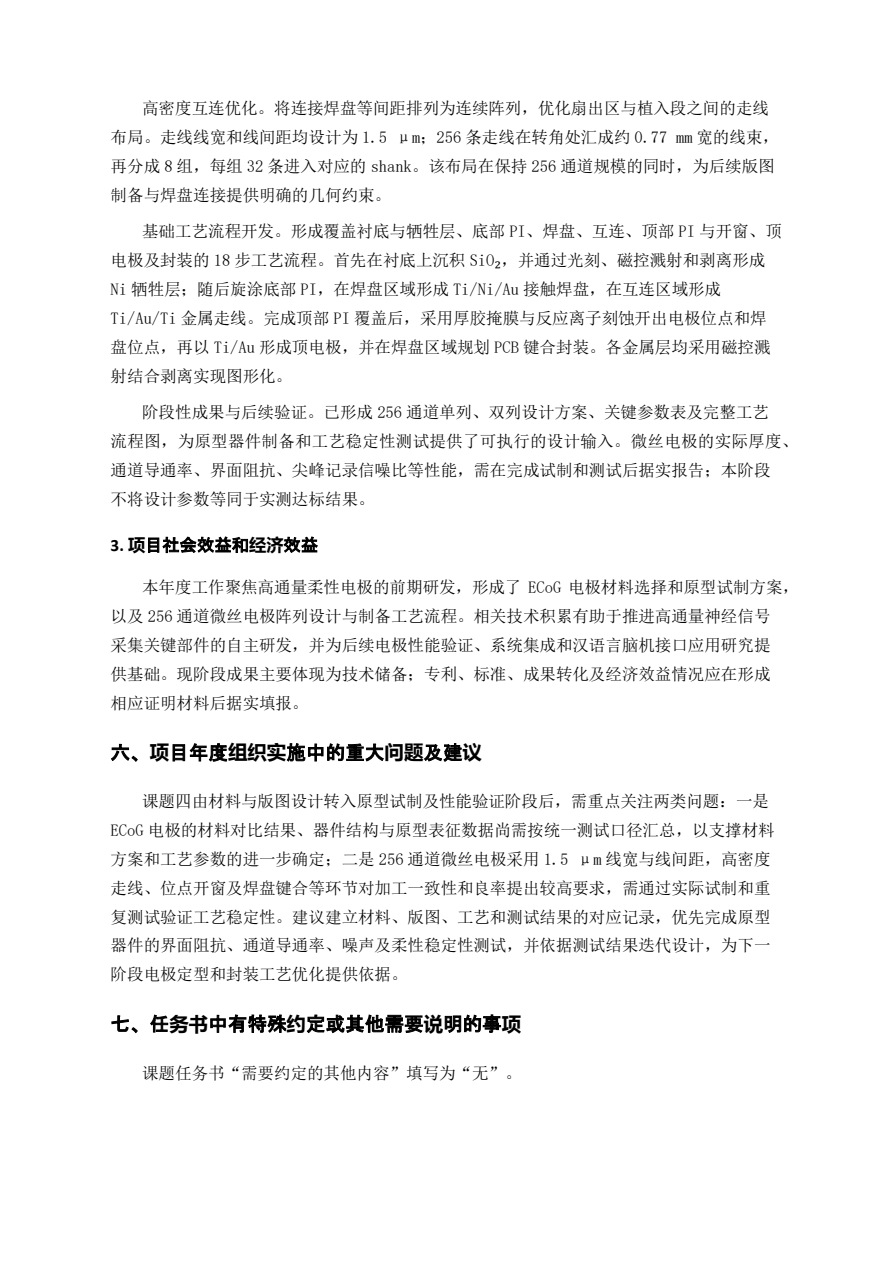 高密度互连优化。将连接焊盘等间距排列为连续阵列，优化扇出区与植入段之间的走线
布局。走线线宽和线间距均设计为 1.5 μm；256 条走线在转角处汇成约 0.77 mm 宽的线束，
再分成 8 组，每组 32 条进入对应的 shank。该布局在保持 256 通道规模的同时，为后续版图
制备与焊盘连接提供明确的几何约束。
基础工艺流程开发。形成覆盖衬底与牺牲层、底部 PI、焊盘、互连、顶部 PI 与开窗、顶
电极及封装的 18 步工艺流程。首先在衬底上沉积 SiO₂，并通过光刻、磁控溅射和剥离形成
Ni 牺牲层；随后旋涂底部 PI，在焊盘区域形成 Ti/Ni/Au 接触焊盘，在互连区域形成
Ti/Au/Ti 金属走线。完成顶部 PI 覆盖后，采用厚胶掩膜与反应离子刻蚀开出电极位点和焊
盘位点，再以 Ti/Au 形成顶电极，并在焊盘区域规划 PCB 键合封装。各金属层均采用磁控溅
射结合剥离实现图形化。
阶段性成果与后续验证。已形成 256 通道单列、双列设计方案、关键参数表及完整工艺
流程图，为原型器件制备和工艺稳定性测试提供了可执行的设计输入。微丝电极的实际厚度、
通道导通率、界面阻抗、尖峰记录信噪比等性能，需在完成试制和测试后据实报告；本阶段
不将设计参数等同于实测达标结果。
3. 项目社会效益和经济效益
本年度工作聚焦高通量柔性电极的前期研发，形成了 ECoG 电极材料选择和原型试制方案，
以及 256 通道微丝电极阵列设计与制备工艺流程。相关技术积累有助于推进高通量神经信号
采集关键部件的自主研发，并为后续电极性能验证、系统集成和汉语言脑机接口应用研究提
供基础。现阶段成果主要体现为技术储备；专利、标准、成果转化及经济效益情况应在形成
相应证明材料后据实填报。
六、项目年度组织实施中的重大问题及建议
课题四由材料与版图设计转入原型试制及性能验证阶段后，需重点关注两类问题：一是
ECoG 电极的材料对比结果、器件结构与原型表征数据尚需按统一测试口径汇总，以支撑材料
方案和工艺参数的进一步确定；二是 256 通道微丝电极采用 1.5 μm 线宽与线间距，高密度
走线、位点开窗及焊盘键合等环节对加工一致性和良率提出较高要求，需通过实际试制和重
复测试验证工艺稳定性。建议建立材料、版图、工艺和测试结果的对应记录，优先完成原型
器件的界面阻抗、通道导通率、噪声及柔性稳定性测试，并依据测试结果迭代设计，为下一
阶段电极定型和封装工艺优化提供依据。
七、任务书中有特殊约定或其他需要说明的事项
课题任务书“需要约定的其他内容”填写为“无”。